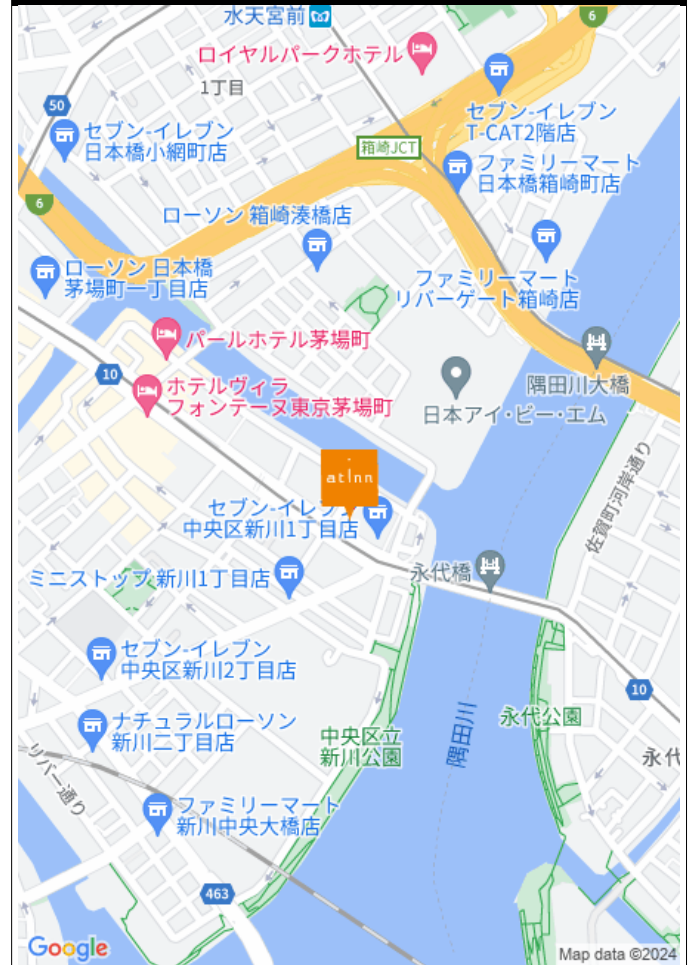 水天宮前
6
ロイヤルパークホテル
1丁目
50
セブン-イレブン
T-CAT2階店
セブン-イレブン
日本橋小網町店
箱崎JCT
ファミリーマート
日本橋箱崎町店
6
ローソン 箱崎湊橋店
ローソン 日本橋
茅場町一丁目店
ファミリーマート
リバーゲート箱崎店
パールホテル茅場町
10
ホテルヴィラ
フォンテーヌ東京茅場町
隅田川大橋
日本アイ・ビー・エム
佐賀町河岸通り
atInn
セブン-イレブン
中央区新川1丁目店
ミニストップ 新川1丁目店
永代橋
セブン-イレブン
中央区新川2丁目店
10
ナチュラルローソン
新川二丁目店
中央区立
新川公園
隅田川
永代公園
永代
リバー通り
ファミリーマート
新川中央大橋店
463
Google
Map data ©2024